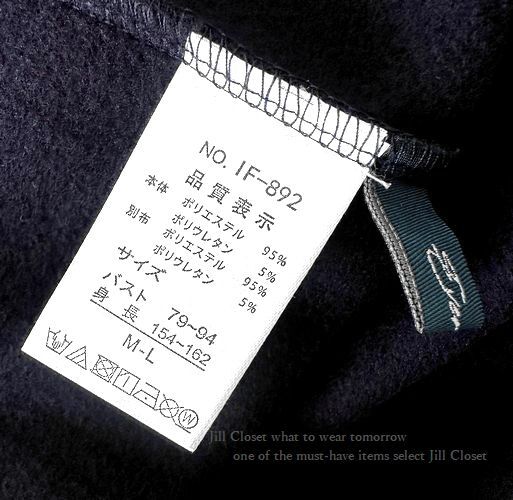 NO. IF-892
品質表示
本体 ポリエステル 95%
ポリウレタン 5%
別布 ポリエステル 95%
ポリウレタン 5%
サイズ
バスト 79~94
身長 154~162
M-L
Jill Closet what to wear tomorrow
one of the must-have items select Jill Closet